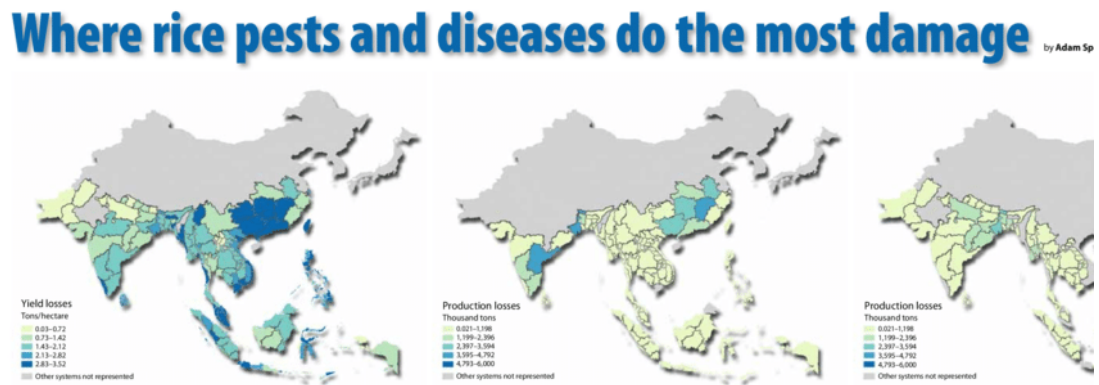 Where rice pests and diseases do the most damage
by Adam Sp
Yield losses
Tons/hectare
0.03–0.72
0.73–1.42
1.43–2.12
2.13–2.82
2.83–3.52
Other systems not represented
Production losses
Thousand tons
0.021–1,198
1,199–2,396
2,397–3,594
3,595–4,792
4,793–6,000
Other systems not represented
Production losses
Thousand tons
0.021–1,198
1,199–2,396
2,397–3,594
3,595–4,792
4,793–6,000
Other systems not represented